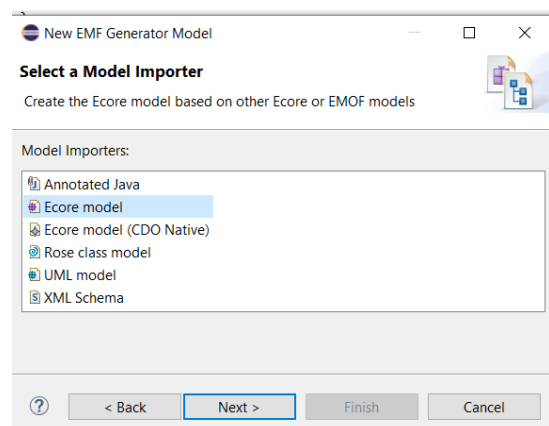 New EMF Generator Model
Select a Model Importer
Create the Ecore model based on other Ecore or EMOF models
Model Importers:
Annotated Java
Ecore model
Ecore model (CDO Native)
Rose class model
UML model
XML Schema
? < Back Next > Finish Cancel